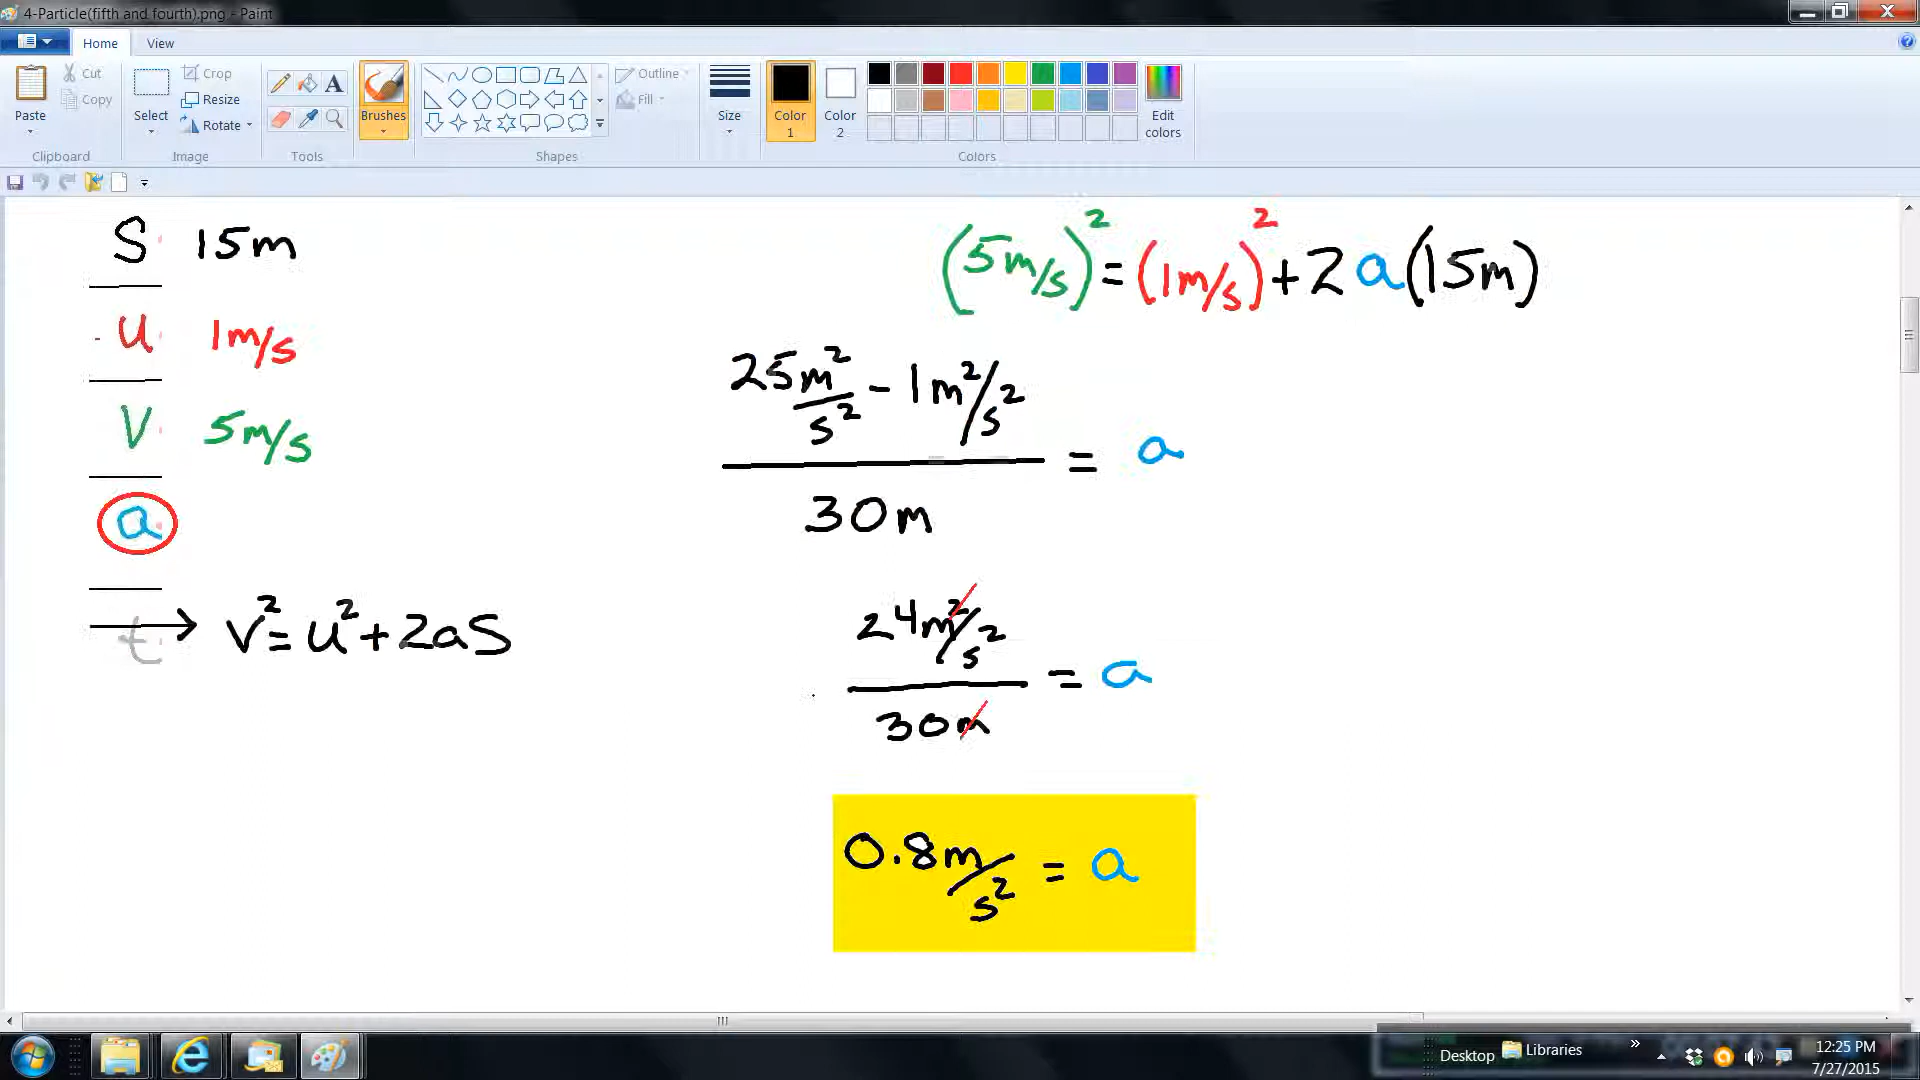 4-Particle(fifth and fourth).png - Paint
Home View
Paste Cut Copy
Select Crop Resize Rotate
Brushes
Outline Fill
Size
Color 1
Color 2
Edit colors
Clipboard Image Tools Shapes Colors
S 15m
u 1m/s
v 5m/s
a
t → v²=u²+2aS
(5m/s)²=(1m/s)²+2a(15m)
25m²/s² - 1m²/s²
= a
30m
24m²/s²
= a
30m
0.8m/s² = a
Desktop Libraries »
12:25 PM
7/27/2015